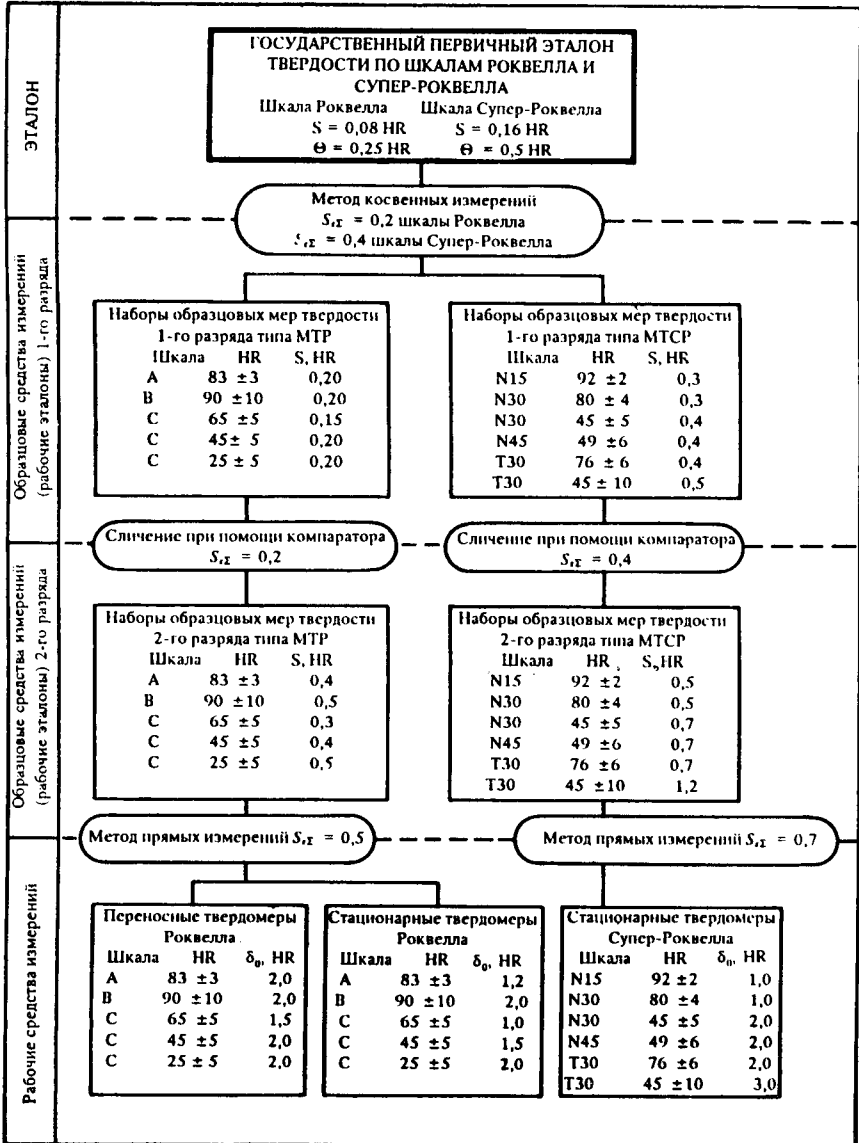 ГОСУДАРСТВЕННЫЙ ПЕРВИЧНЫЙ ЭТАЛОН
ТВЕРДОСТИ ПО ШКАЛАМ РОКВЕЛЛА И
СУПЕР-РОКВЕЛЛА
Шкала Роквелла Шкала Супер-Роквелла
S = 0,08 HR S = 0,16 HR
Θ = 0,25 HR Θ = 0,5 HR
ЭТАЛОН
Метод косвенных измерений
S_rΣ = 0,2 шкалы Роквелла
S_rΣ = 0,4 шкалы Супер-Роквелла
Образцовые средства измерений
(рабочие эталоны) 1-го разряда
Наборы образцовых мер твердости
1-го разряда типа МТР
Шкала HR S, HR
A 83 ±3 0,20
B 90 ±10 0,20
C 65 ±5 0,15
C 45± 5 0,20
C 25 ± 5 0,20
Наборы образцовых мер твердости
1-го разряда типа МТСР
Шкала HR S, HR
N15 92 ±2 0,3
N30 80 ± 4 0,3
N30 45 ± 5 0,4
N45 49 ±6 0,4
T30 76 ± 6 0,4
T30 45 ± 10 0,5
Сличение при помощи компаратора
S_rΣ = 0,2
Сличение при помощи компаратора
S_rΣ = 0,4
Образцовые средства измерений
(рабочие эталоны) 2-го разряда
Наборы образцовых мер твердости
2-го разряда типа МТР
Шкала HR S, HR
A 83 ±3 0,4
B 90 ±10 0,5
C 65 ±5 0,3
C 45 ±5 0,4
C 25 ±5 0,5
Наборы образцовых мер твердости
2-го разряда типа МТСР
Шкала HR S, HR
N15 92 ±2 0,5
N30 80 ±4 0,5
N30 45 ±5 0,7
N45 49 ±6 0,7
T30 76 ±6 0,7
T30 45 ±10 1,2
Метод прямых измерений S_rΣ = 0,5
Метод прямых измерений S_rΣ = 0,7
Рабочие средства измерений
Переносные твердомеры
Роквелла
Шкала HR δ₀, HR
A 83 ±3 2,0
B 90 ±10 2,0
C 65 ±5 1,5
C 45 ±5 2,0
C 25 ±5 2,0
Стационарные твердомеры
Роквелла
Шкала HR δ₀, HR
A 83 ±3 1,2
B 90 ±10 2,0
C 65 ±5 1,0
C 45 ±5 1,5
C 25 ±5 2,0
Стационарные твердомеры
Супер-Роквелла
Шкала HR δ₀, HR
N15 92 ±2 1,0
N30 80 ±4 1,0
N30 45 ±5 2,0
N45 49 ±6 2,0
T30 76 ±6 2,0
T30 45 ±10 3,0